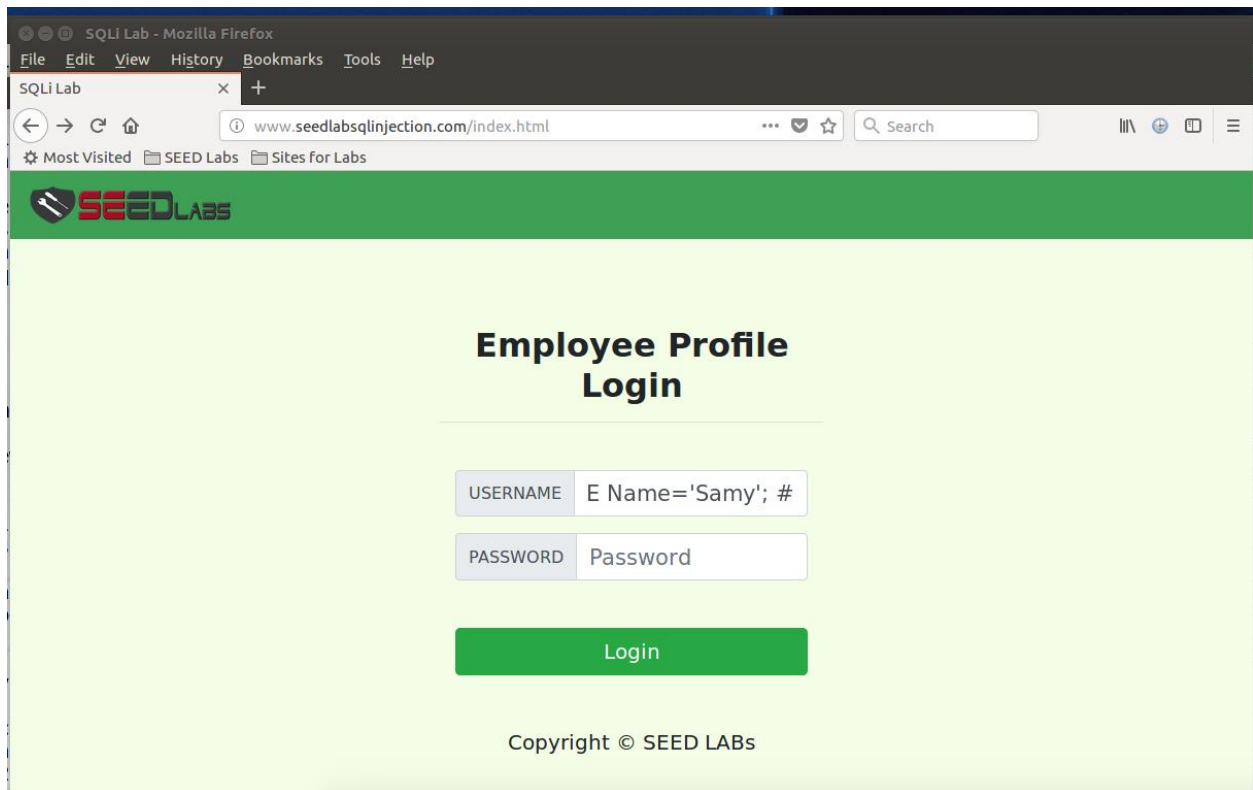 SQLi Lab - Mozilla Firefox
File Edit View History Bookmarks Tools Help
SQLi Lab
www.seedlabsqlinjection.com/index.html
Search
Most Visited SEED Labs Sites for Labs
SEEDLABS
Employee Profile
Login
USERNAME E Name='Samy'; #
PASSWORD Password
Login
Copyright © SEED LABs